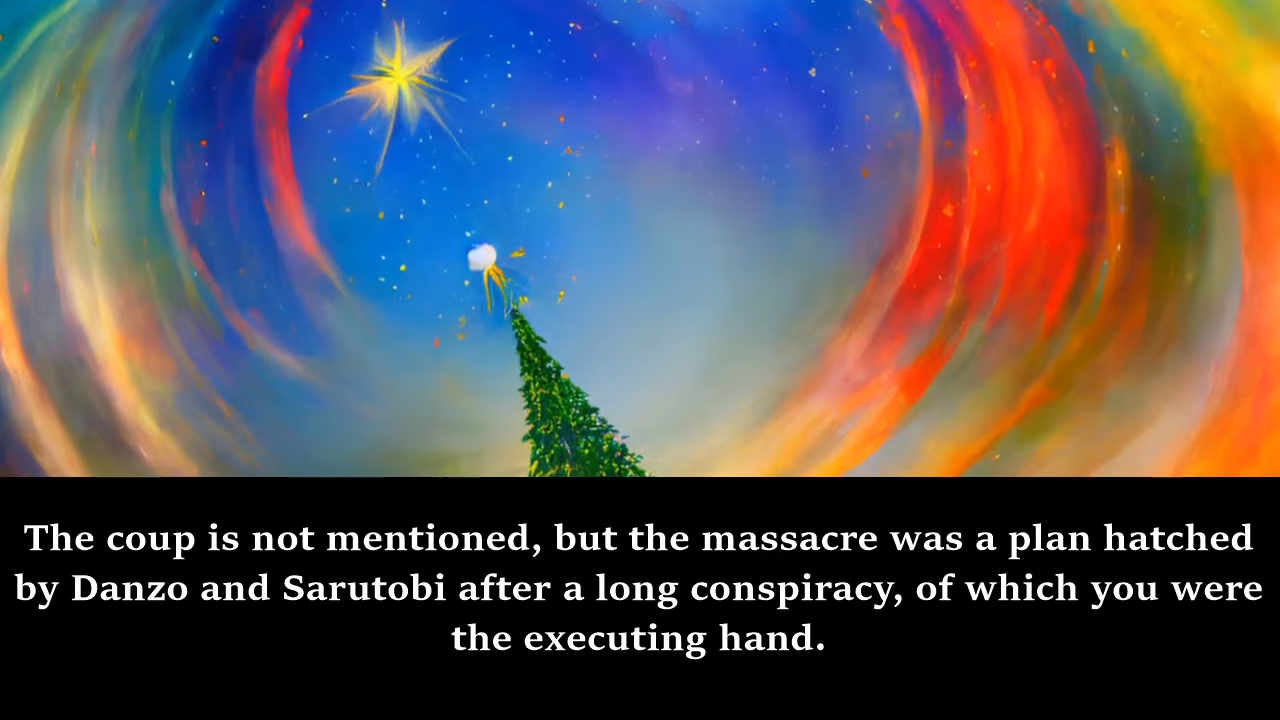 The coup is not mentioned, but the massacre was a plan hatched
by Danzo and Sarutobi after a long conspiracy, of which you were
the executing hand.